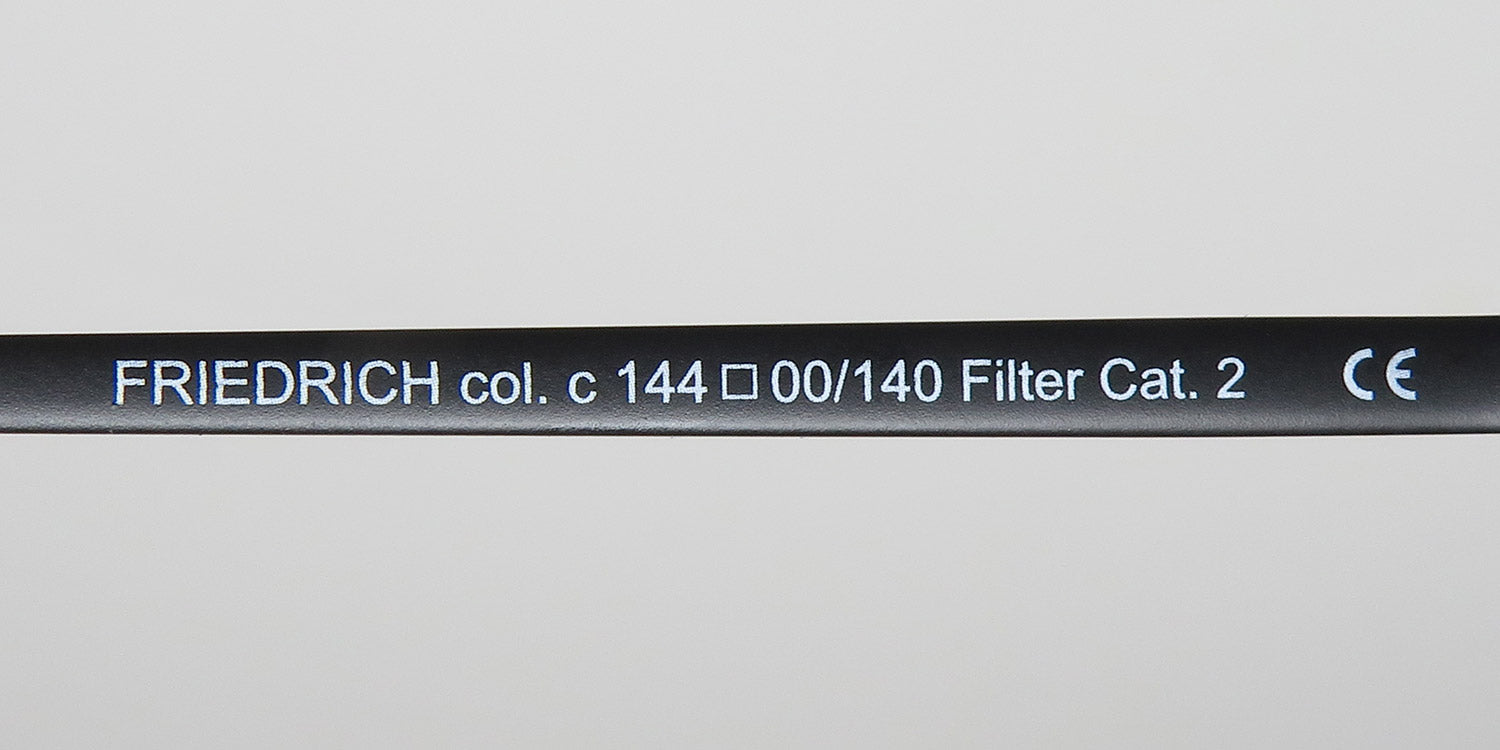 FRIEDRICH col. c 144□00/140 Filter Cat. 2 CE